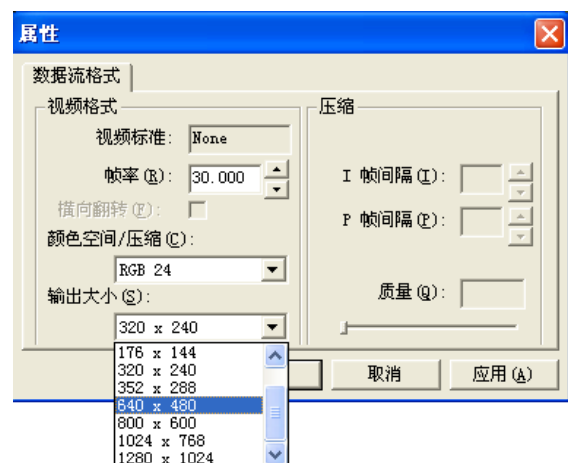 属性
数据流格式
视频格式
视频标准: None
帧率(R): 30.000
横向翻转(F):
颜色空间/压缩(C):
RGB 24
输出大小(S):
320 x 240
176 x 144
320 x 240
352 x 288
640 x 480
800 x 600
1024 x 768
1280 x 1024
压缩
I 帧间隔(I):
P 帧间隔(P):
质量(Q):
取消
应用(A)